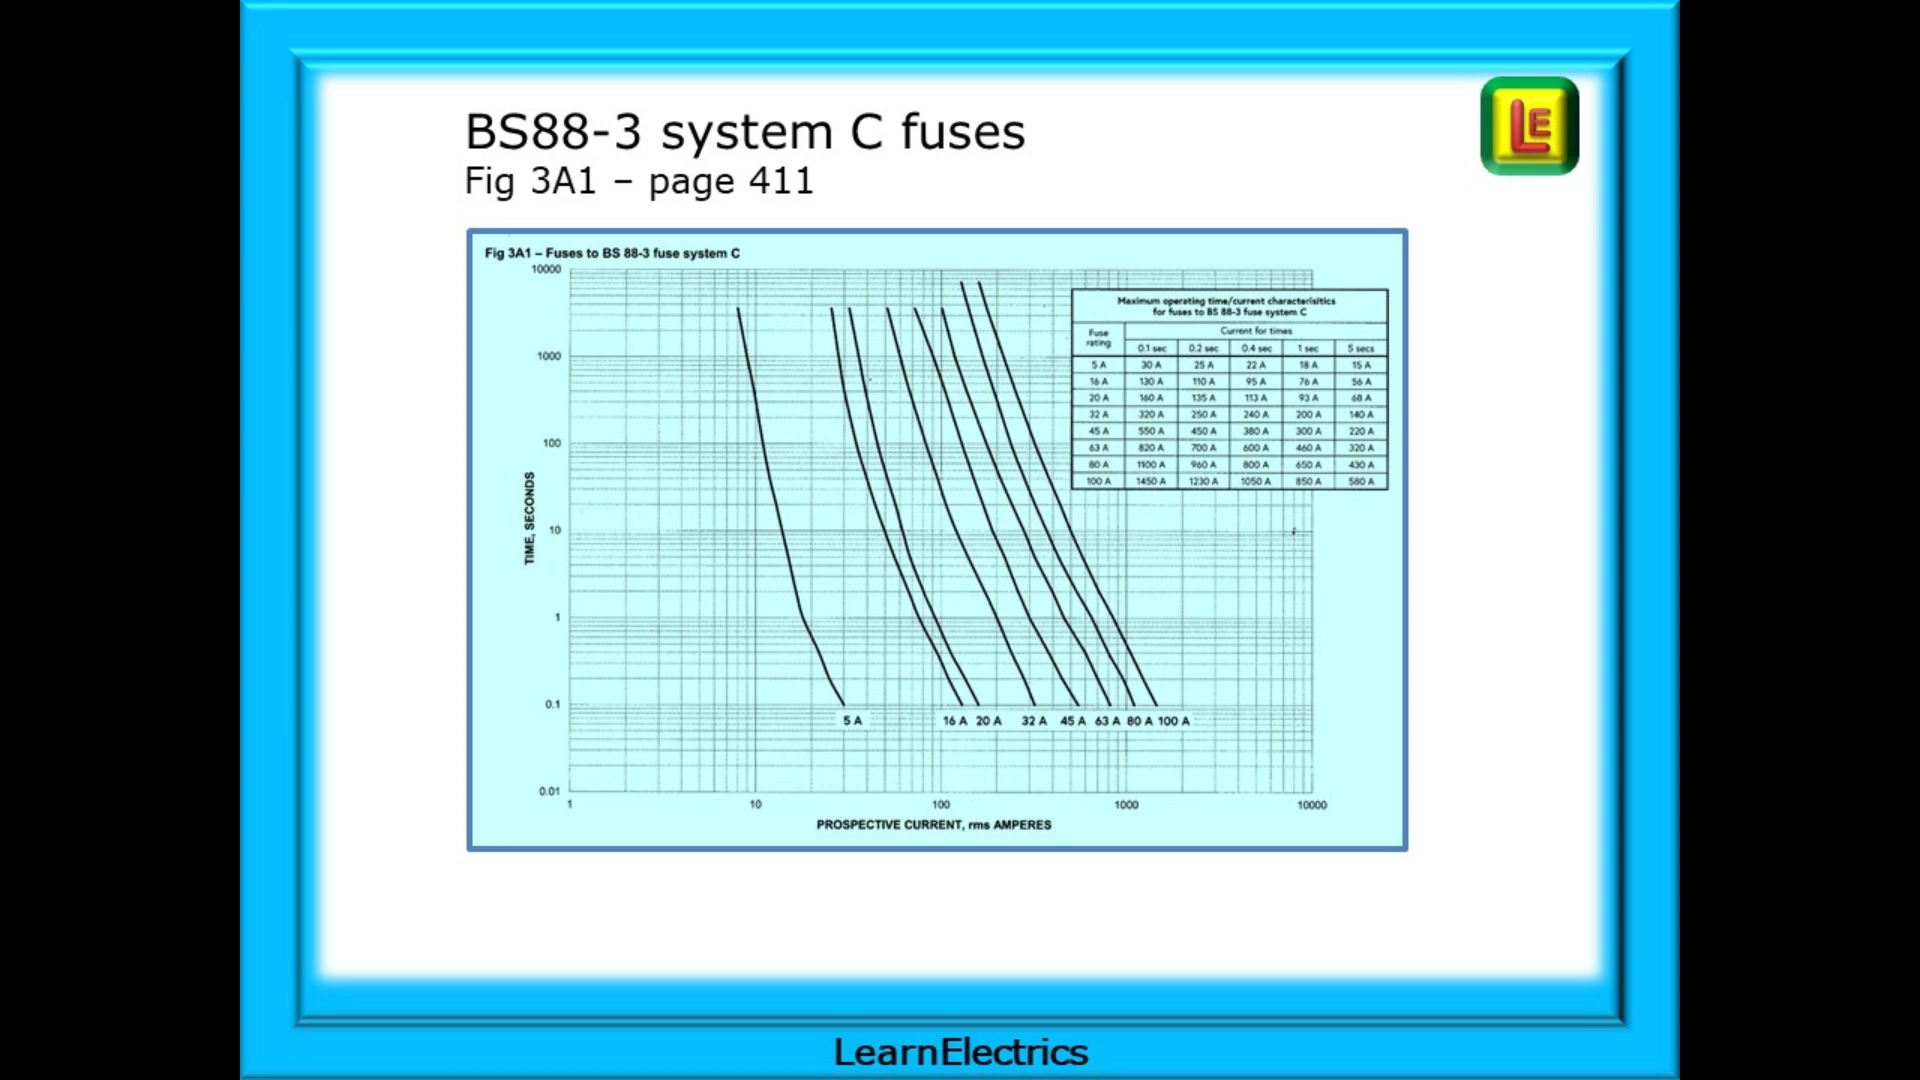 BS88-3 system C fuses
Fig 3A1 – page 411
LE
Fig 3A1 – Fuses to BS 88-3 fuse system C
10000
1000
100
10
1
0.1
0.01
TIME, SECONDS
Maximum operating time/current characterisitics
for fuses to BS 88-3 fuse system C
Fuse rating Current for times
0.1 sec 0.2 sec 0.4 sec 1 sec 5 secs
5 A 30 A 25 A 22 A 18 A 15 A
16 A 130 A 110 A 95 A 76 A 56 A
20 A 160 A 135 A 113 A 93 A 68 A
32 A 320 A 250 A 240 A 200 A 140 A
45 A 550 A 450 A 380 A 300 A 220 A
63 A 820 A 700 A 600 A 460 A 320 A
80 A 1100 A 960 A 800 A 650 A 430 A
100 A 1450 A 1230 A 1050 A 850 A 580 A
5 A 16 A 20 A 32 A 45 A 63 A 80 A 100 A
1 10 100 1000 10000
PROSPECTIVE CURRENT, rms AMPERES
LearnElectrics